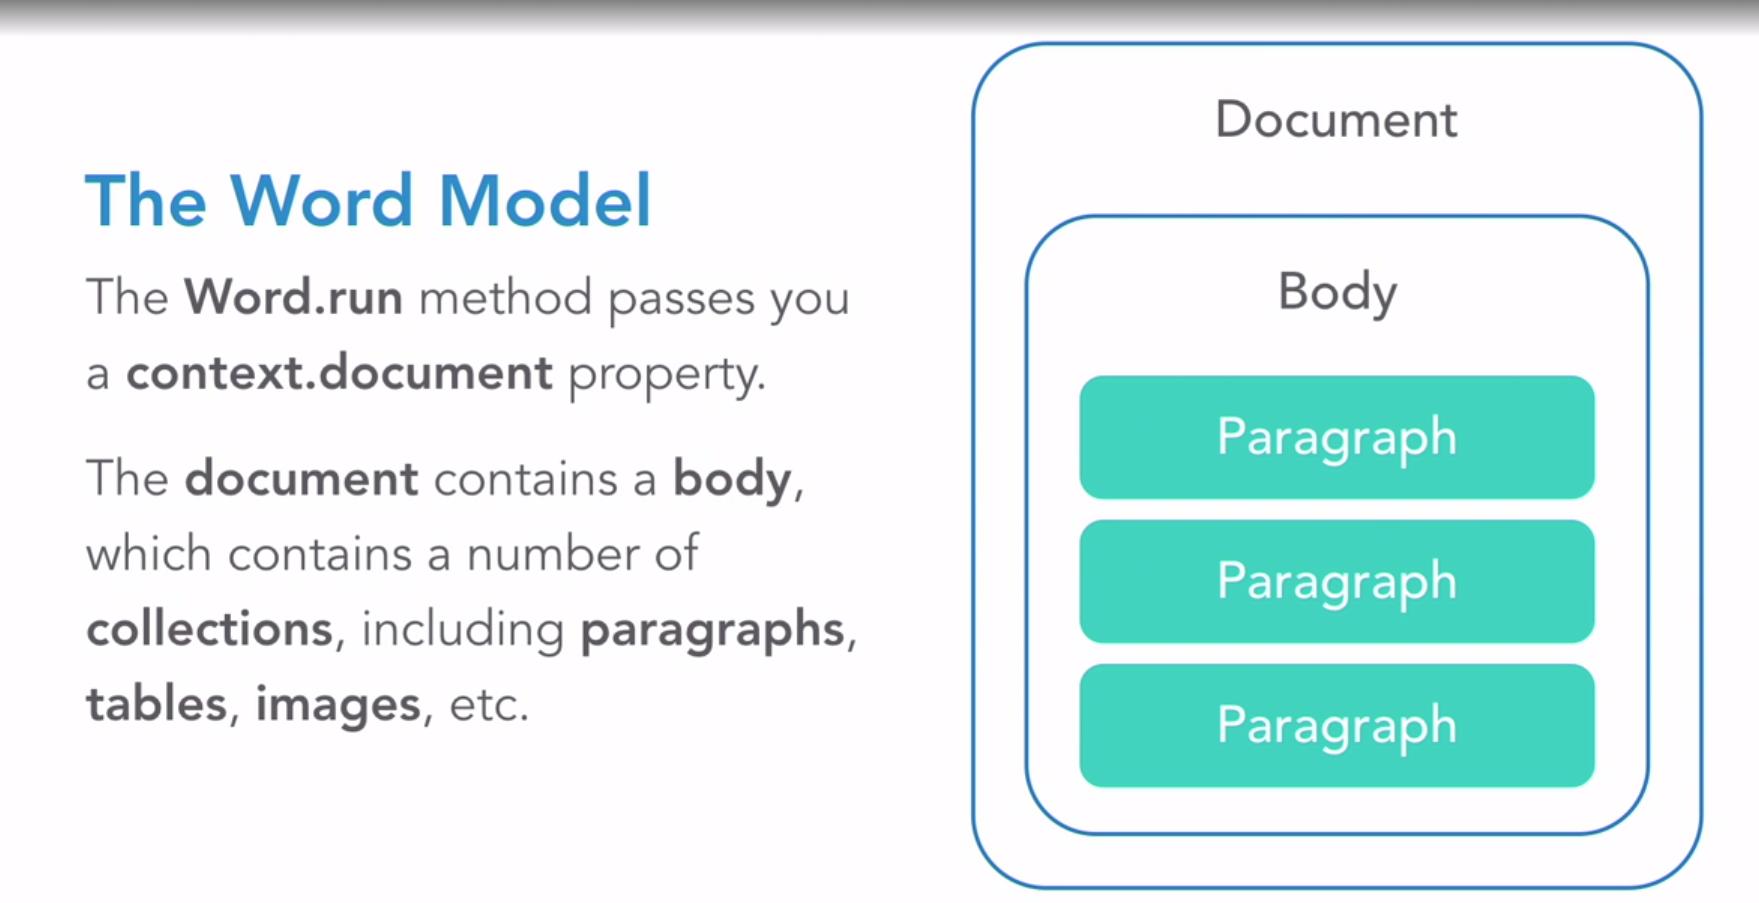 The Word Model
The Word.run method passes you
a context.document property.
The document contains a body,
which contains a number of
collections, including paragraphs,
tables, images, etc.
Document
Body
Paragraph
Paragraph
Paragraph